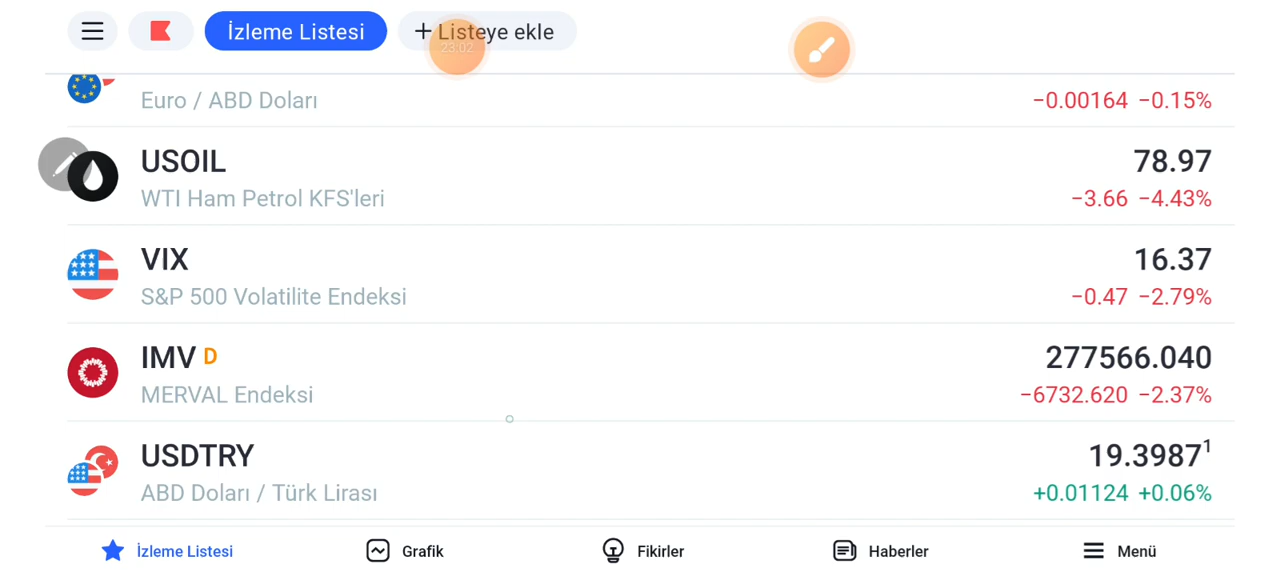 İzleme Listesi
+ Listeye ekle
23:02
Euro / ABD Doları
−0.00164 −0.15%
USOIL
78.97
WTI Ham Petrol KFS'leri
−3.66 −4.43%
VIX
16.37
S&P 500 Volatilite Endeksi
−0.47 −2.79%
IMV D
277566.040
MERVAL Endeksi
−6732.620 −2.37%
USDTRY
19.3987¹
ABD Doları / Türk Lirası
+0.01124 +0.06%
İzleme Listesi
Grafik
Fikirler
Haberler
Menü